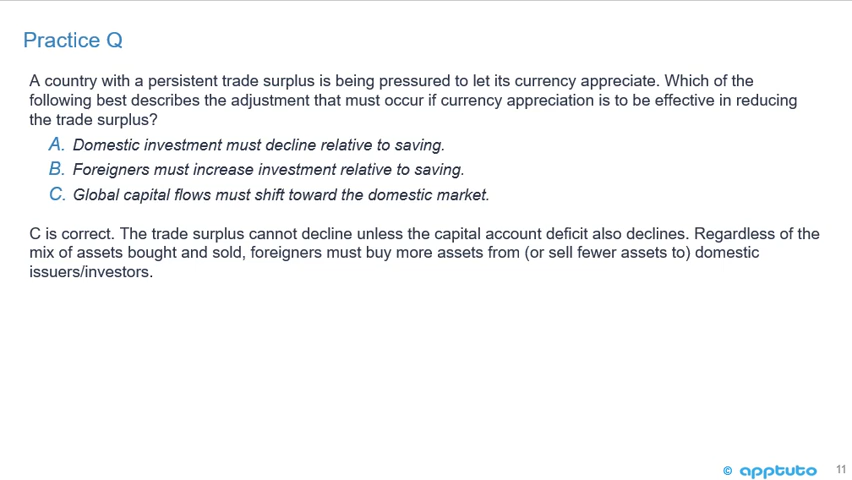 Practice Q
A country with a persistent trade surplus is being pressured to let its currency appreciate. Which of the
following best describes the adjustment that must occur if currency appreciation is to be effective in reducing
the trade surplus?
A. Domestic investment must decline relative to saving.
B. Foreigners must increase investment relative to saving.
C. Global capital flows must shift toward the domestic market.
C is correct. The trade surplus cannot decline unless the capital account deficit also declines. Regardless of the
mix of assets bought and sold, foreigners must buy more assets from (or sell fewer assets to) domestic
issuers/investors.
© apptuto 11